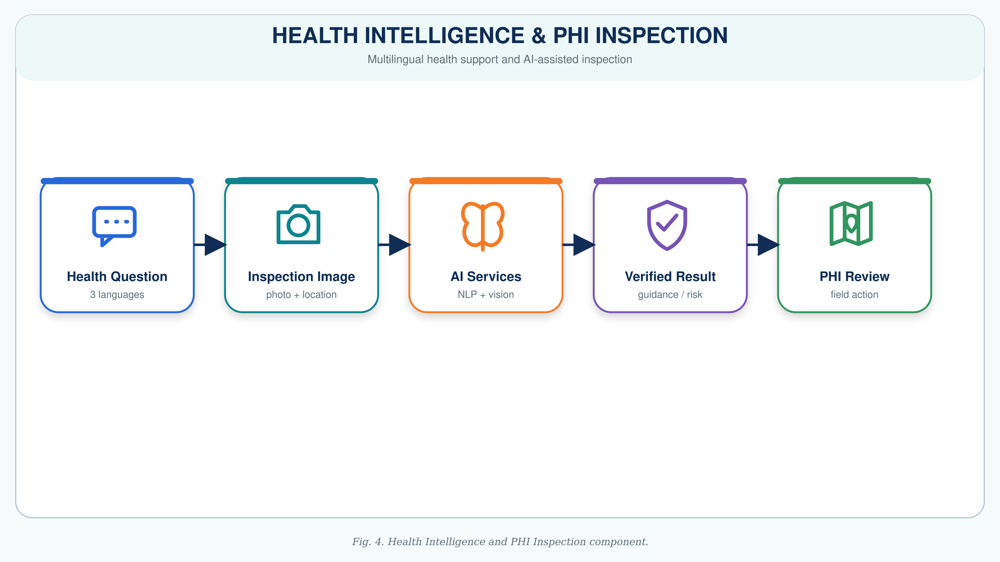 HEALTH INTELLIGENCE & PHI INSPECTION
Multilingual health support and AI-assisted inspection
Health Question
3 languages
Inspection Image
photo + location
AI Services
NLP + vision
Verified Result
guidance / risk
PHI Review
field action
Fig. 4. Health Intelligence and PHI Inspection component.